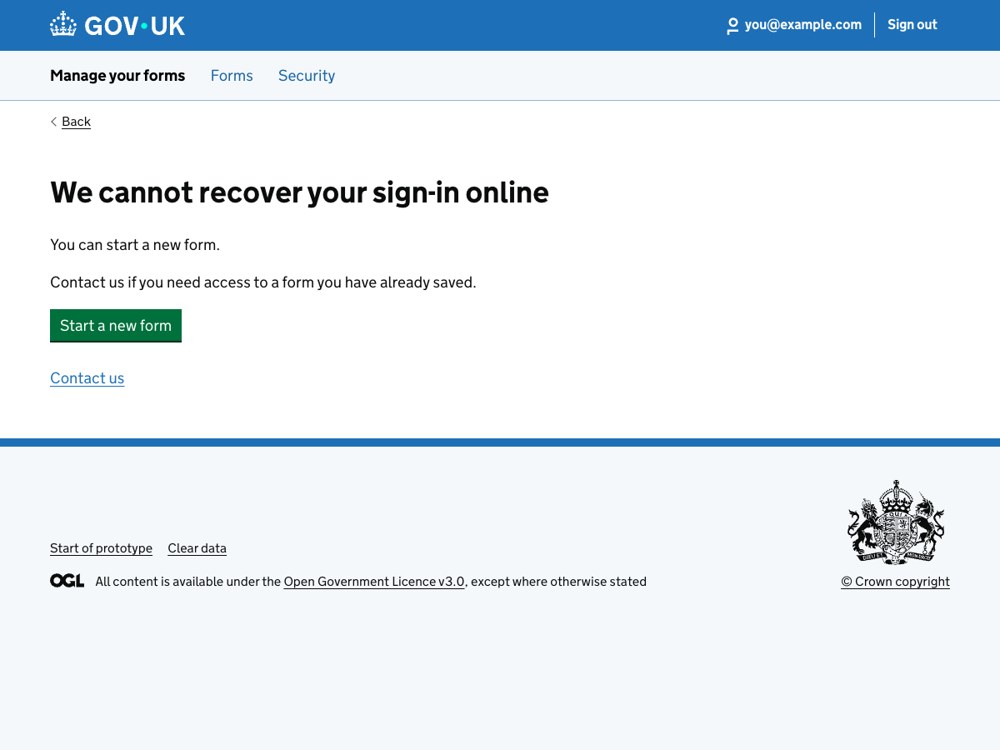 GOV•UK
you@example.com
Sign out
Manage your forms
Forms
Security
Back
We cannot recover your sign-in online
You can start a new form.
Contact us if you need access to a form you have already saved.
Start a new form
Contact us
Start of prototype
Clear data
OGL All content is available under the Open Government Licence v3.0, except where otherwise stated
© Crown copyright